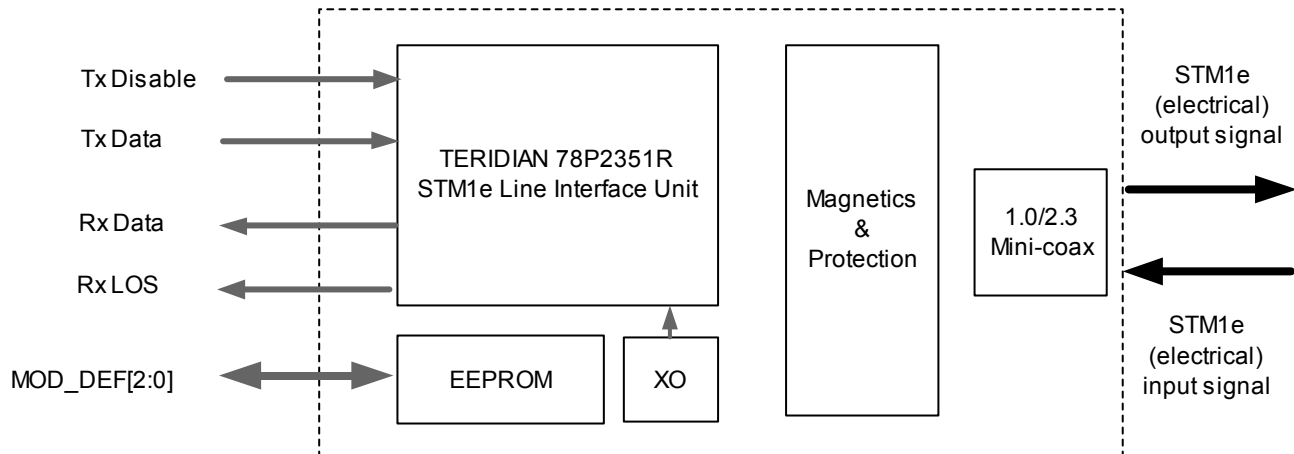 Tx Disable
Tx Data
Rx Data
Rx LOS
MOD_DEF[2:0]
TERIDIAN 78P2351R
STM1e Line Interface Unit
EEPROM
XO
Magnetics
&
Protection
1.0/2.3
Mini-coax
STM1e
(electrical)
output signal
STM1e
(electrical)
input signal